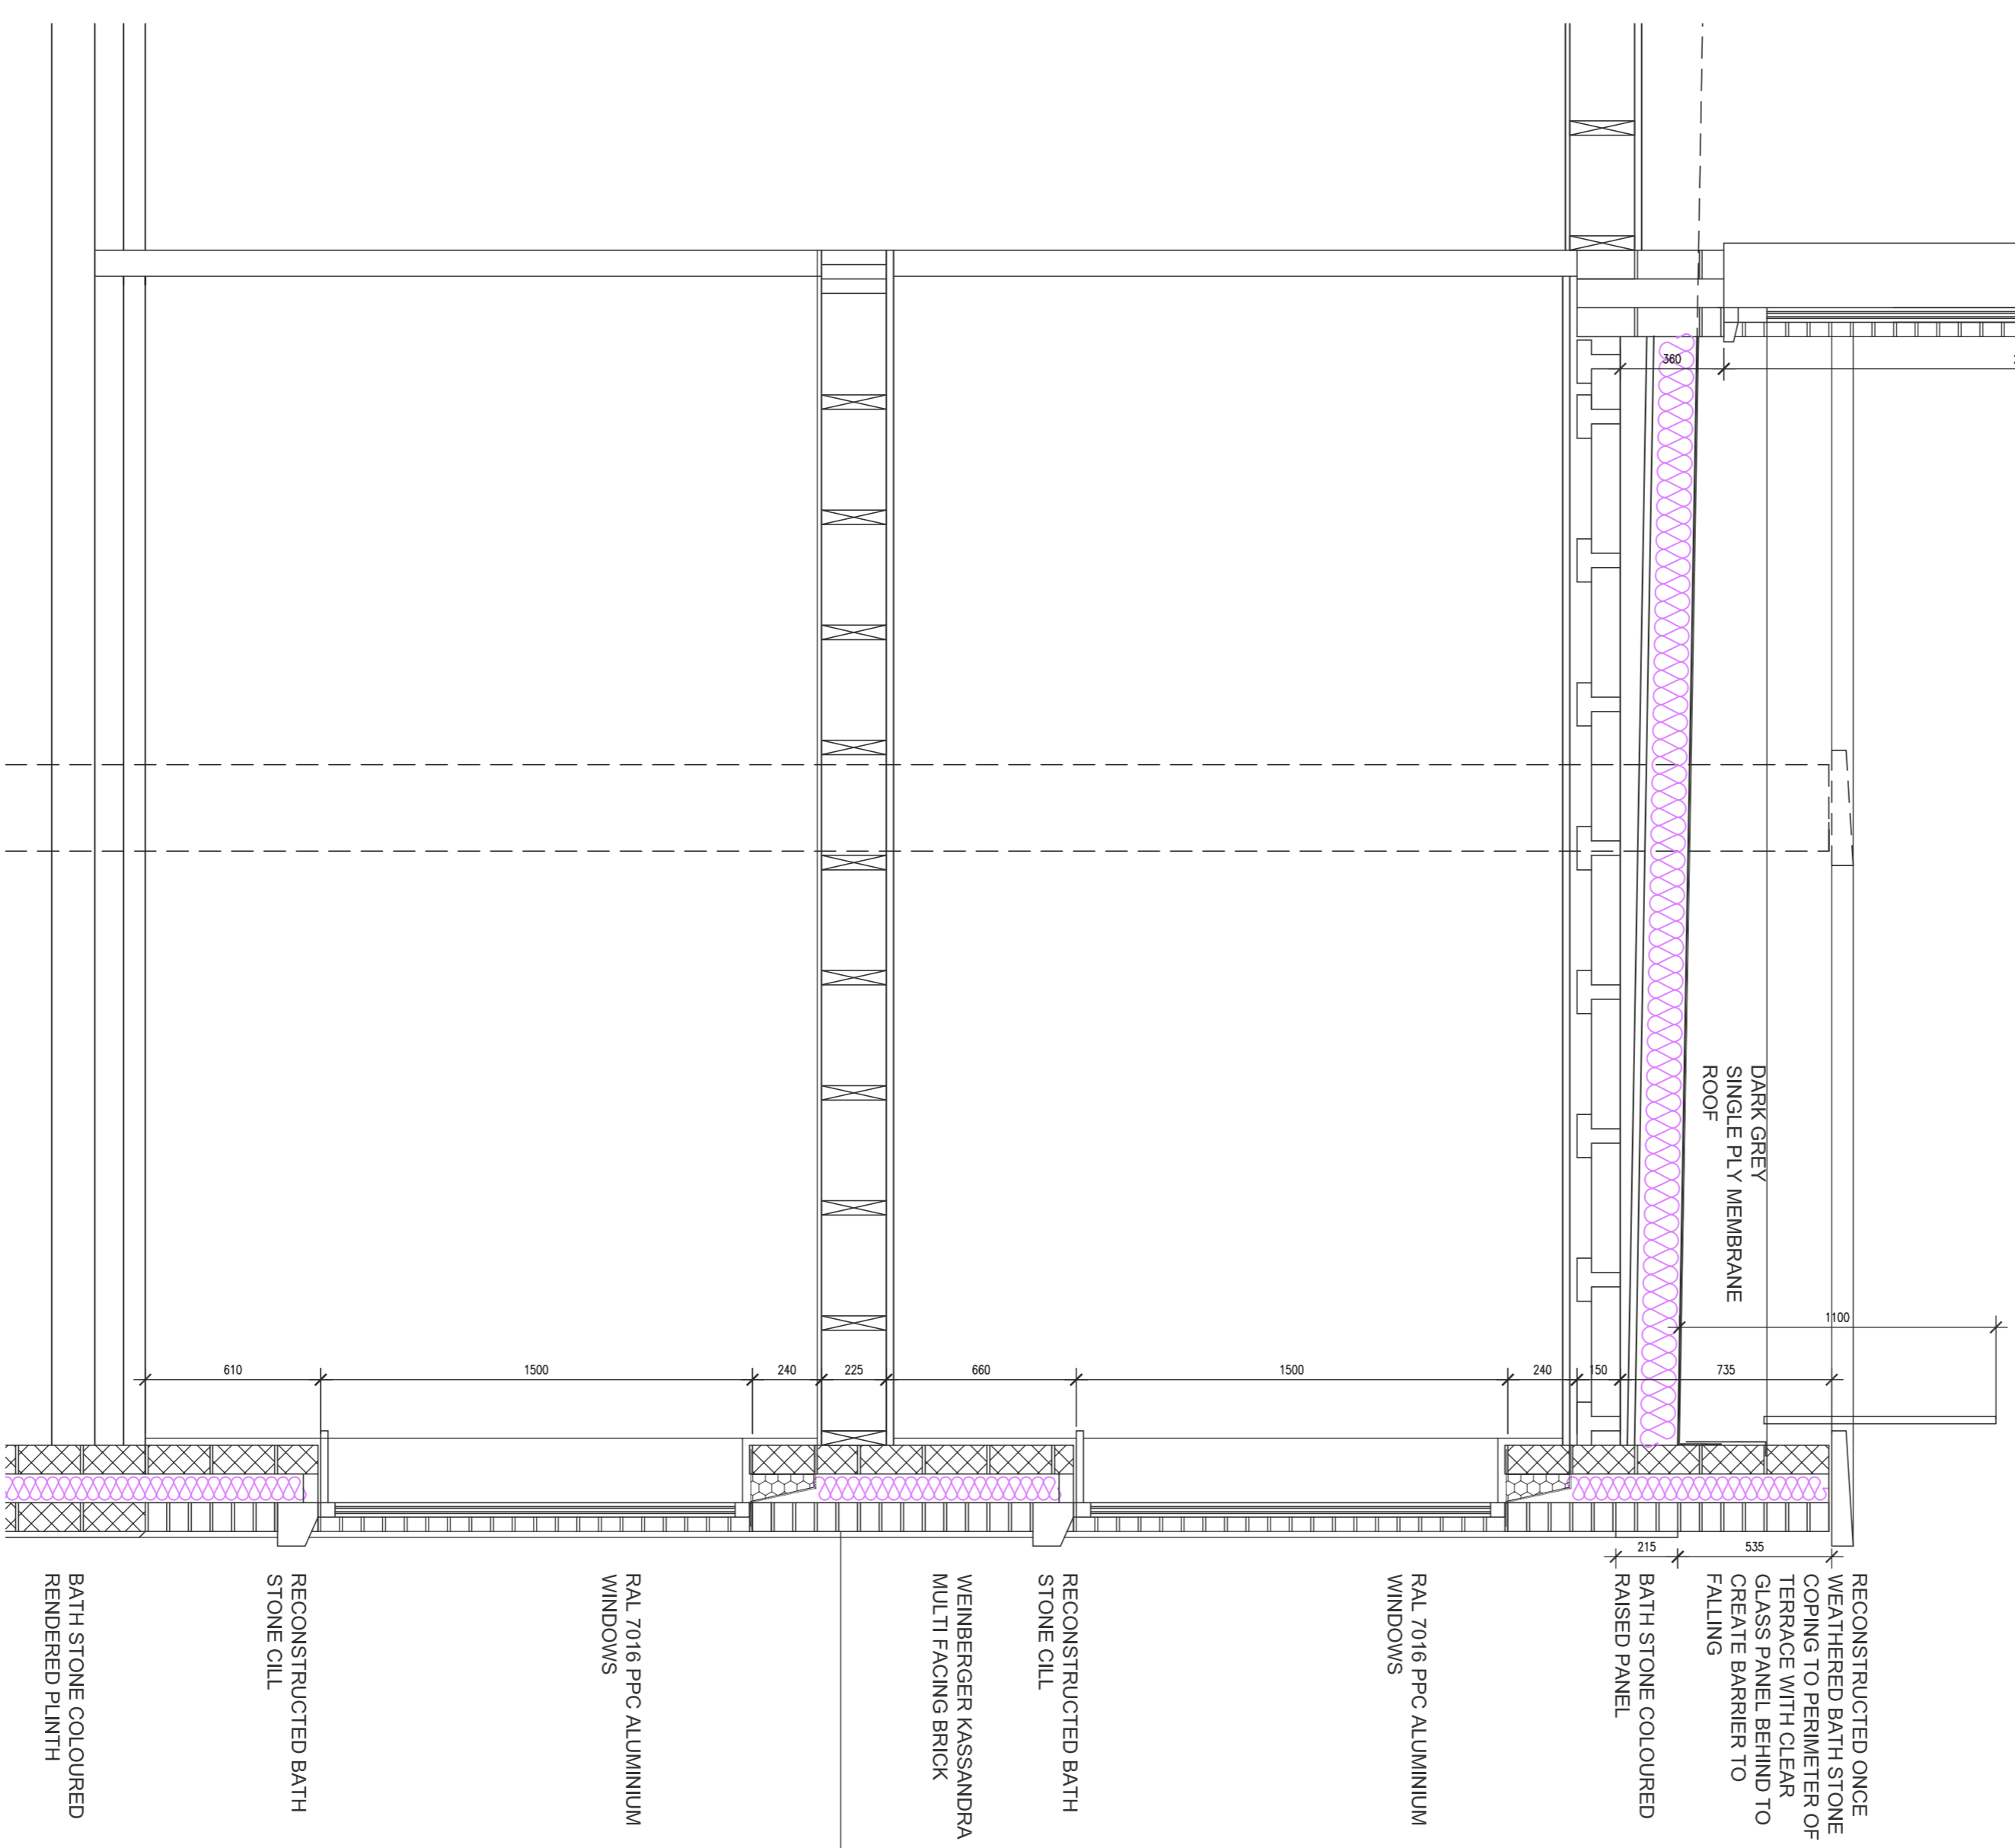 360
DARK GREY
SINGLE PLY MEMBRANE
ROOF
1100
610
1500
240
225
660
1500
240
150
735
215
535
RECONSTRUCTED ONCE
WEATHERED BATH STONE
COPING TO PERIMETER OF
TERRACE WITH CLEAR
GLASS PANEL BEHIND TO
CREATE BARRIER TO
FALLING
BATH STONE COLOURED
RAISED PANEL
RAL 7016 PPC ALUMINIUM
WINDOWS
RECONSTRUCTED BATH
STONE CILL
WEINBERGER KASSANDRA
MULTI FACING BRICK
RAL 7016 PPC ALUMINIUM
WINDOWS
RECONSTRUCTED BATH
STONE CILL
BATH STONE COLOURED
RENDERED PLINTH